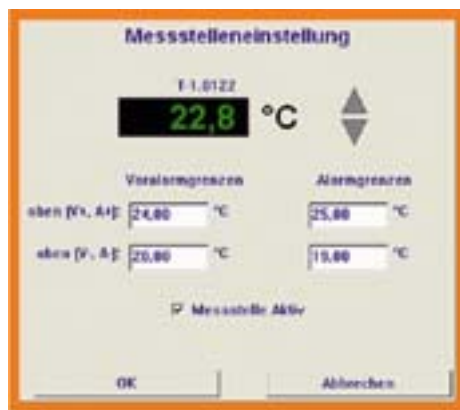 Messstelleneinstellung
T-1.0122
22,8 °C
Voralarmgrenzen Alarmgrenzen
oben [V+, A+]: 24,00 °C 25,00 °C
oben [V-, A-]: 20,00 °C 19,00 °C
Messstelle Aktiv
OK Abbrechen